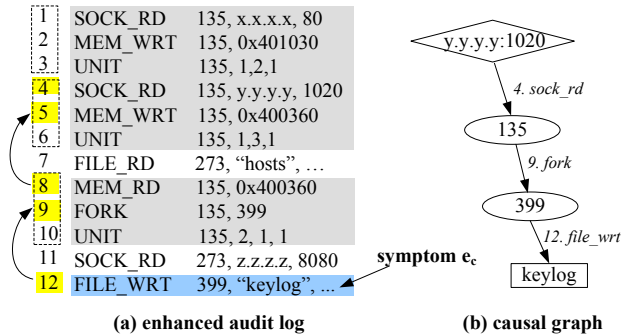 1 SOCK_RD 135, x.x.x.x, 80
2 MEM_WRT 135, 0x401030
3 UNIT 135, 1,2,1
4 SOCK_RD 135, y.y.y.y, 1020
5 MEM_WRT 135, 0x400360
6 UNIT 135, 1,3,1
7 FILE_RD 273, “hosts”, …
8 MEM_RD 135, 0x400360
9 FORK 135, 399
10 UNIT 135, 2, 1, 1
11 SOCK_RD 273, z.z.z.z, 8080
12 FILE_WRT 399, “keylog”, ...
symptom ec
(a) enhanced audit log
y.y.y.y:1020
4. sock_rd
135
9. fork
399
12. file_wrt
keylog
(b) causal graph